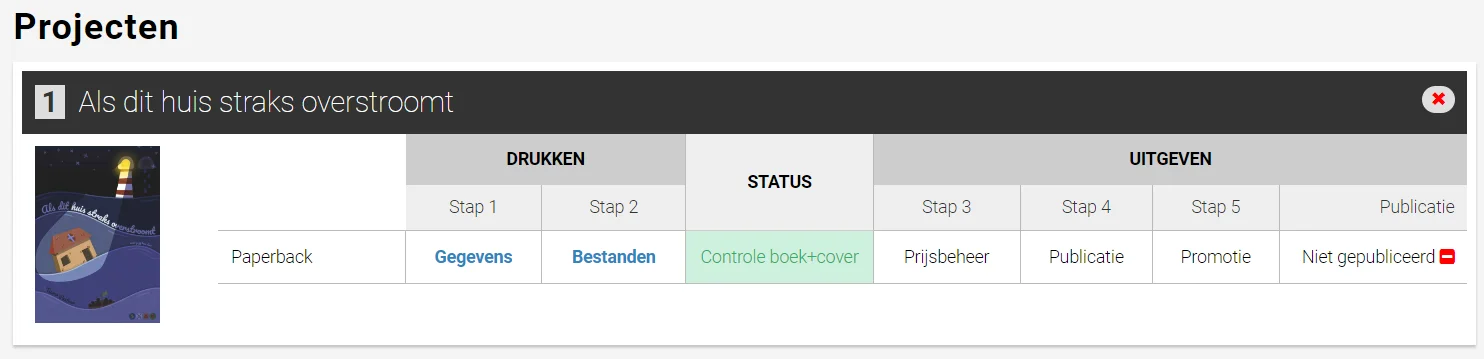 Projecten
1 Als dit huis straks overstroomt
DRUKKEN STATUS UITGEVEN
Stap 1 Stap 2 Stap 3 Stap 4 Stap 5 Publicatie
Als dit huis straks overstroomt
Paperback Gegevens Bestanden Controle boek+cover Prijsbeheer Publicatie Promotie Niet gepubliceerd